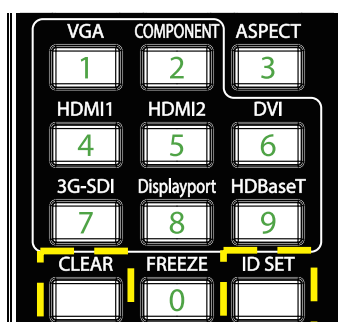 VGA COMPONENT ASPECT
1 2 3
HDMI1 HDMI2 DVI
4 5 6
3G-SDI Displayport HDBaseT
7 8 9
CLEAR FREEZE ID SET
0